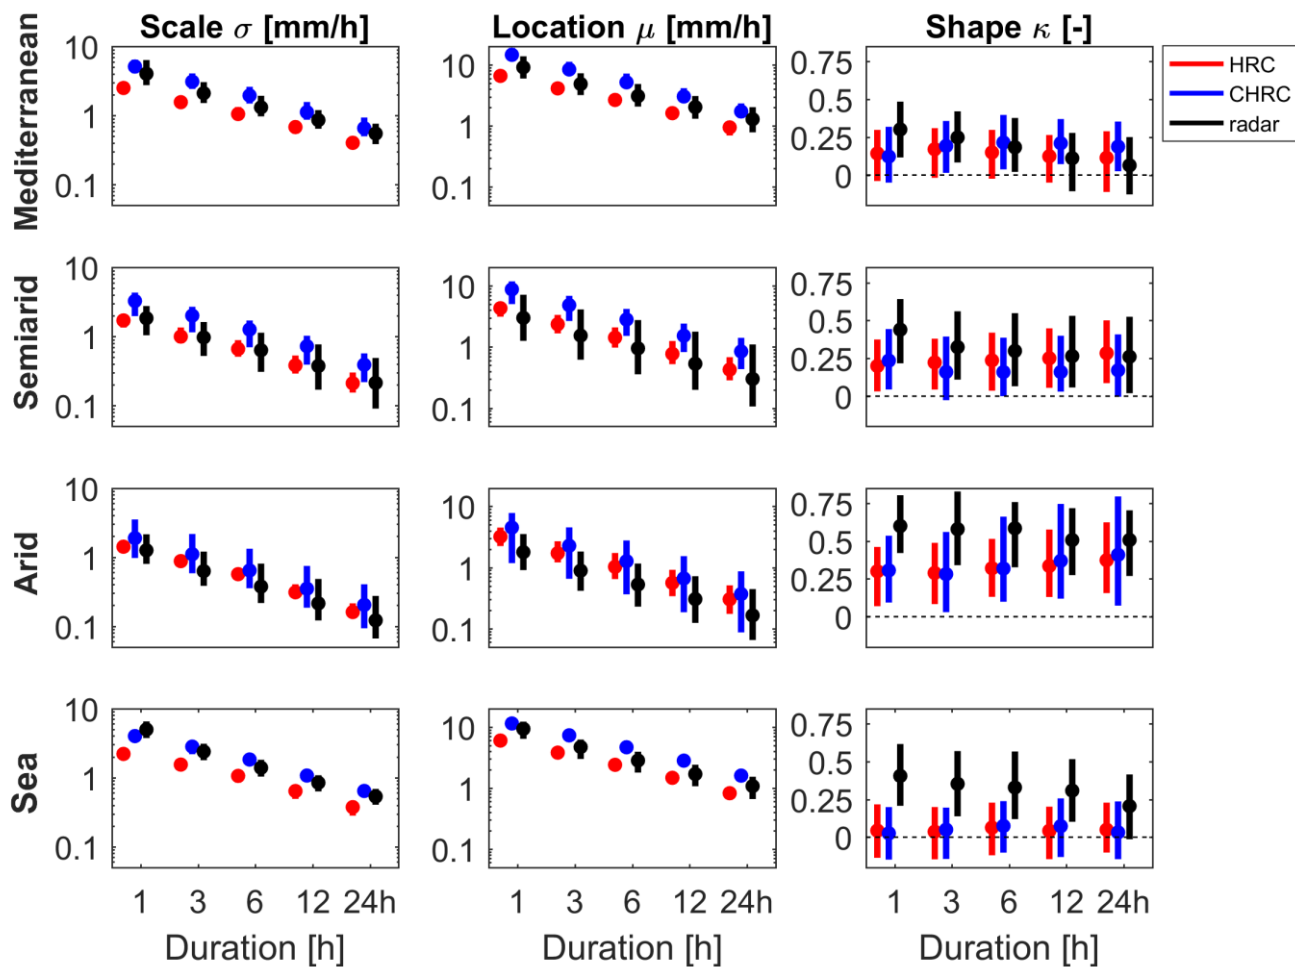 Scale σ [mm/h]
Location μ [mm/h]
Shape κ [-]
HRC
CHRC
radar
Mediterranean
10
1
0.1
10
1
0.1
0.75
0.5
0.25
0
Semiarid
10
1
0.1
10
1
0.1
0.75
0.5
0.25
0
Arid
10
1
0.1
10
1
0.1
0.75
0.5
0.25
0
Sea
10
1
0.1
10
1
0.1
0.75
0.5
0.25
0
1 3 6 12 24h
1 3 6 12 24h
1 3 6 12 24h
Duration [h]
Duration [h]
Duration [h]